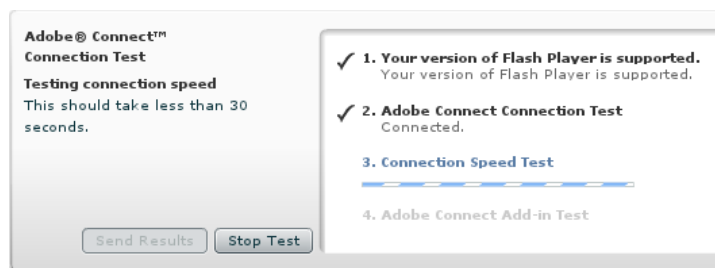 Adobe® Connect™
Connection Test
Testing connection speed
This should take less than 30
seconds.
Send Results
Stop Test
1. Your version of Flash Player is supported.
Your version of Flash Player is supported.
2. Adobe Connect Connection Test
Connected.
3. Connection Speed Test
4. Adobe Connect Add-in Test